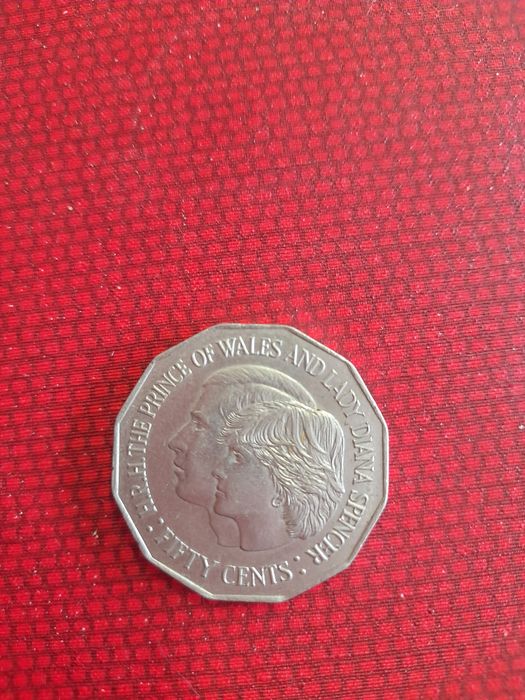 H.R.H. THE PRINCE OF WALES AND LADY DIANA SPENCER
FIFTY CENTS